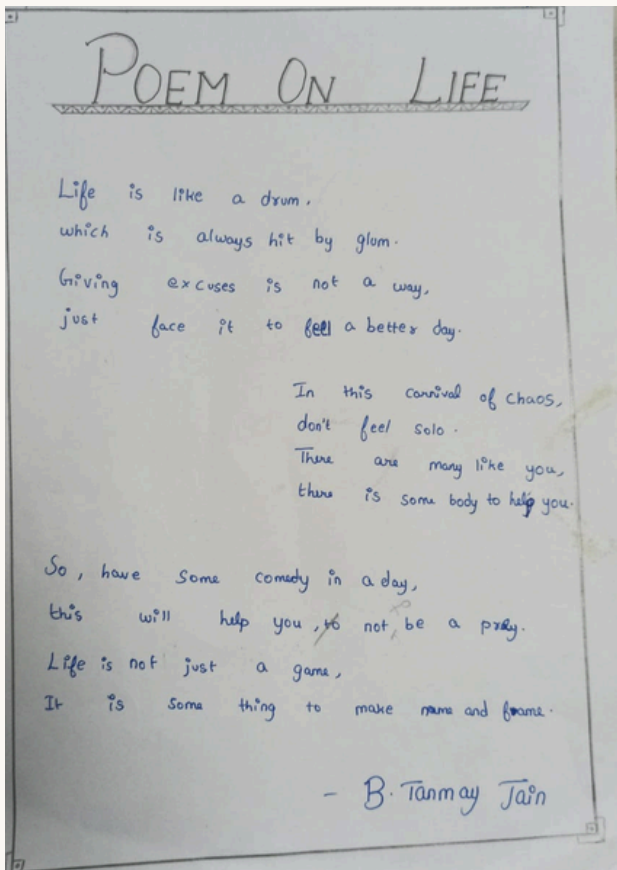 POEM ON LIFE
Life is like a drum.
which is always hit by glum.
Giving excuses is not a way,
just face it to feel a better day.
In this carnival of chaos,
don't feel solo.
There are many like you,
there is some body to help you.
So, have some comedy in a day,
this will help you, to not be a prey.
Life is not just a game,
It is some thing to make name and frame.
- B. Tanmay Jain